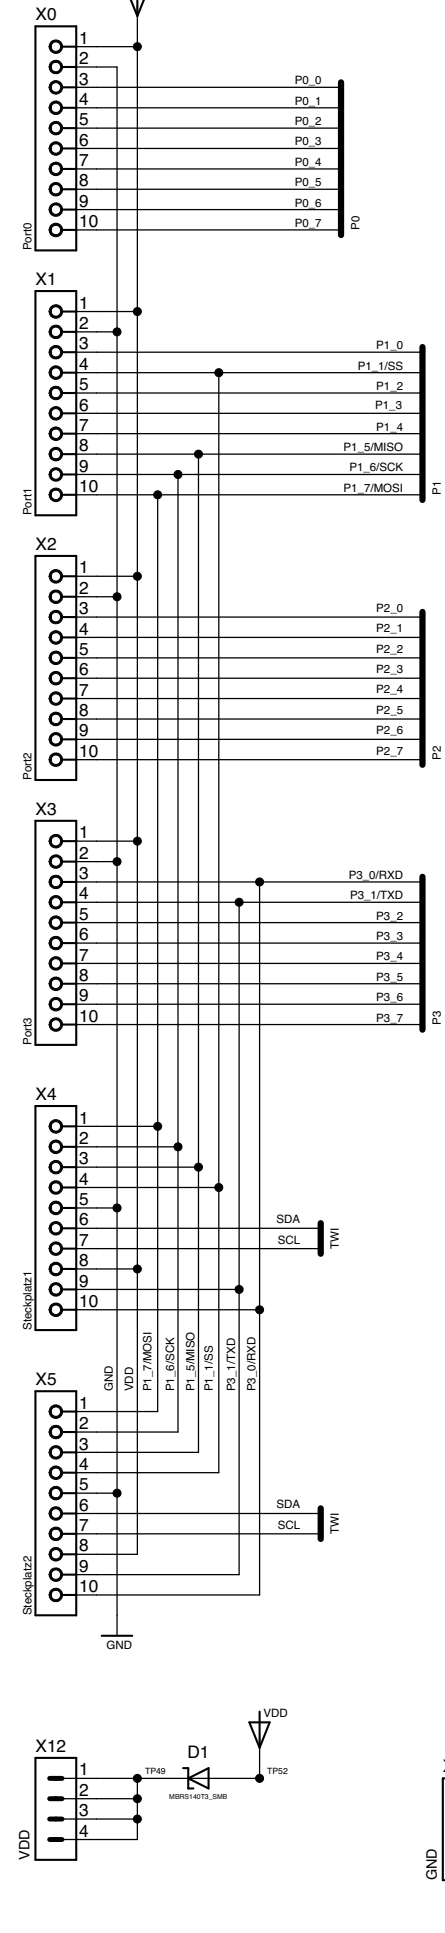 X0
1
2
3 P0_0
4 P0_1
5 P0_2
6 P0_3
7 P0_4
8 P0_5
9 P0_6
10 P0_7
Port0
P0
X1
1
2
3 P1_0
4 P1_1/SS
5 P1_2
6 P1_3
7 P1_4
8 P1_5/MISO
9 P1_6/SCK
10 P1_7/MOSI
Port1
P1
X2
1
2
3 P2_0
4 P2_1
5 P2_2
6 P2_3
7 P2_4
8 P2_5
9 P2_6
10 P2_7
Port2
P2
X3
1
2
3 P3_0/RXD
4 P3_1/TXD
5 P3_2
6 P3_3
7 P3_4
8 P3_5
9 P3_6
10 P3_7
Port3
P3
X4
1
2
3
4
5
6 SDA
7 SCL
8
9
10
TWI
Steckplatz1
GND
VDD
P1_7/MOSI
P1_6/SCK
P1_5/MISO
P1_1/SS
P3_1/TXD
P3_0/RXD
X5
1
2
3
4
5
6 SDA
7 SCL
8
9
10
TWI
Steckplatz2
GND
VDD
X12
D1
1 TP49 TP52
2 MBRS140T3_SMB
3
4
VDD
GND